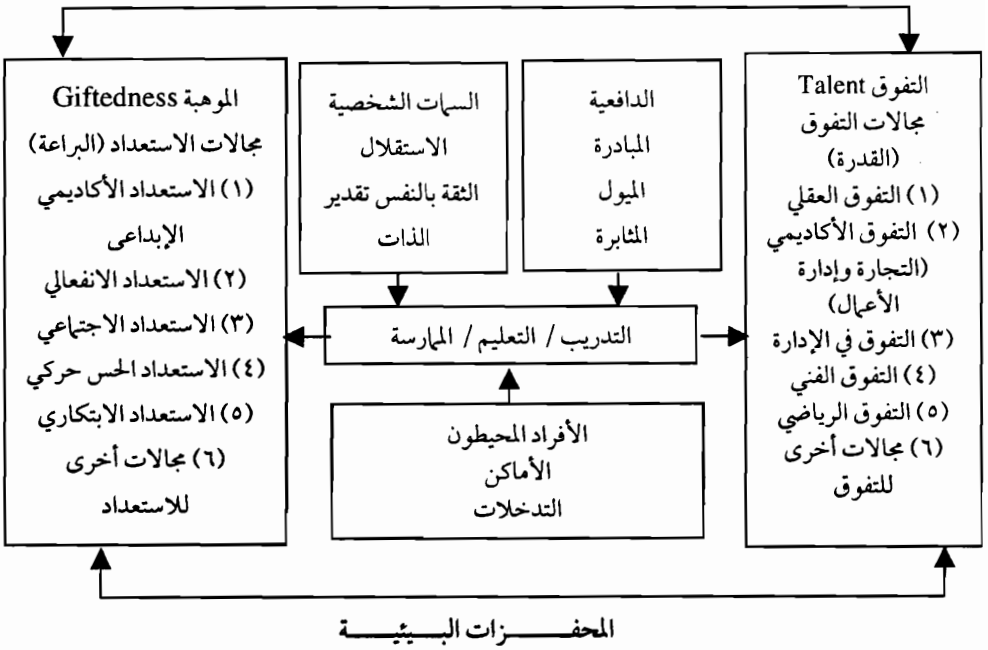 التفوق Talent
مجالات التفوق
(القدرة)
(١) التفوق العقلي
(٢) التفوق الأكاديمي
(التجارة وإدارة
الأعمال)
(٣) التفوق في الإدارة
(٤) التفوق الفني
(٥) التفوق الرياضي
(٦) مجالات أخرى
للتفوق
الدافعية
المبادرة
الميول
المثابرة
السمات الشخصية
الاستقلال
الثقة بالنفس تقدير
الذات
الموهبة Giftedness
مجالات الاستعداد (البراعة)
(١) الاستعداد الأكاديمي
الإبداعى
(٢) الاستعداد الانفعالي
(٣) الاستعداد الاجتماعي
(٤) الاستعداد الحس حركي
(٥) الاستعداد الابتكاري
(٦) مجالات أخرى
للاستعداد
التدريب / التعليم / الممارسة
الأفراد المحيطون
الأماكن
التدخلات
المحفـــزات البـــيئيـــة